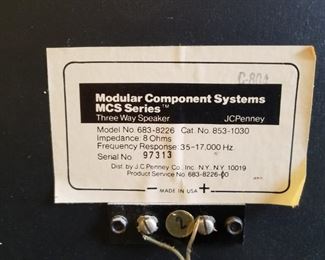 Modular Component Systems
MCS Series™
Three Way Speaker JCPenney
Model No. 683-8226 Cat. No. 853-1030
Impedance: 8 Ohms
Frequency Response: 35-17,000 Hz.
Serial No 97313
Dist. by J.C. Penney Co. Inc. N.Y. N.Y. 10019
Product Service No. 683-8226-00
− MADE IN USA +